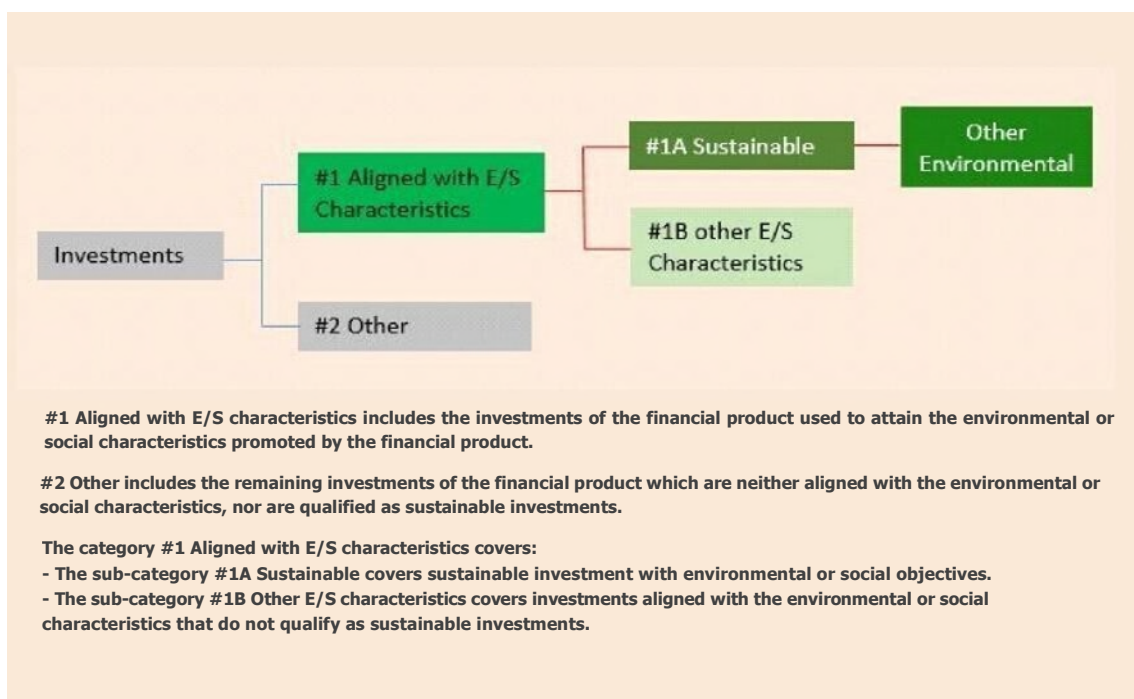 Other
Environmental
#1A Sustainable
#1 Aligned with E/S
Characteristics
#1B other E/S
Characteristics
Investments
#2 Other
#1 Aligned with E/S characteristics includes the investments of the financial product used to attain the environmental or
social characteristics promoted by the financial product.
#2 Other includes the remaining investments of the financial product which are neither aligned with the environmental or
social characteristics, nor are qualified as sustainable investments.
The category #1 Aligned with E/S characteristics covers:
- The sub-category #1A Sustainable covers sustainable investment with environmental or social objectives.
- The sub-category #1B Other E/S characteristics covers investments aligned with the environmental or social
characteristics that do not qualify as sustainable investments.